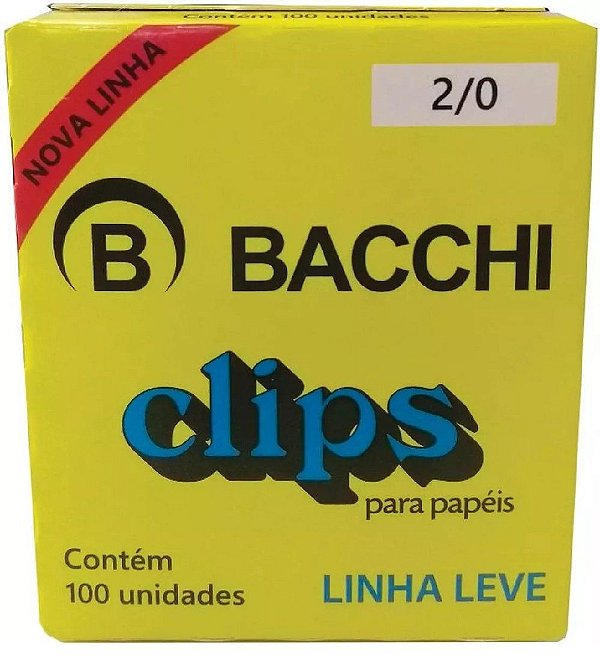 Contém 100 unidades
NOVA LINHA
2/0
B BACCHI
clips
para papéis
Contém
100 unidades
LINHA LEVE